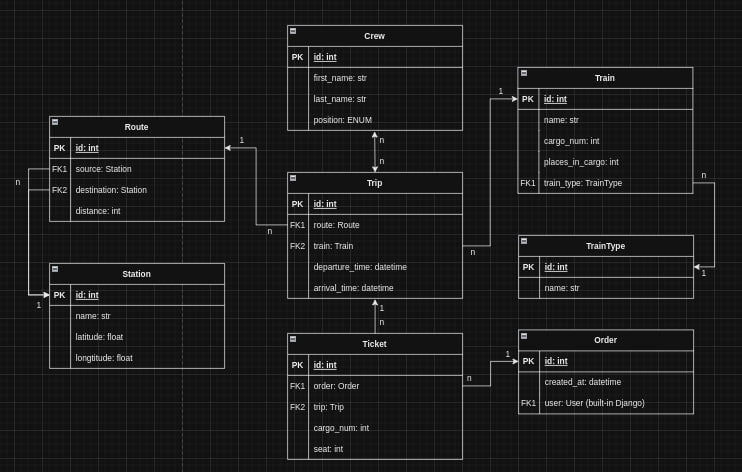 Crew
PK id: int
first_name: str
last_name: str
position: ENUM
Train
PK id: int
name: str
cargo_num: int
places_in_cargo: int
FK1 train_type: TrainType
Route
PK id: int
FK1 source: Station
FK2 destination: Station
distance: int
Trip
PK id: int
FK1 route: Route
FK2 train: Train
departure_time: datetime
arrival_time: datetime
TrainType
PK id: int
name: str
Station
PK id: int
name: str
latitude: float
longtitude: float
Ticket
PK id: int
FK1 order: Order
FK2 trip: Trip
cargo_num: int
seat: int
Order
PK id: int
created_at: datetime
FK1 user: User (built-in Django)
n
1
1
n
n
n
1
n
n
1
1
n
n
1